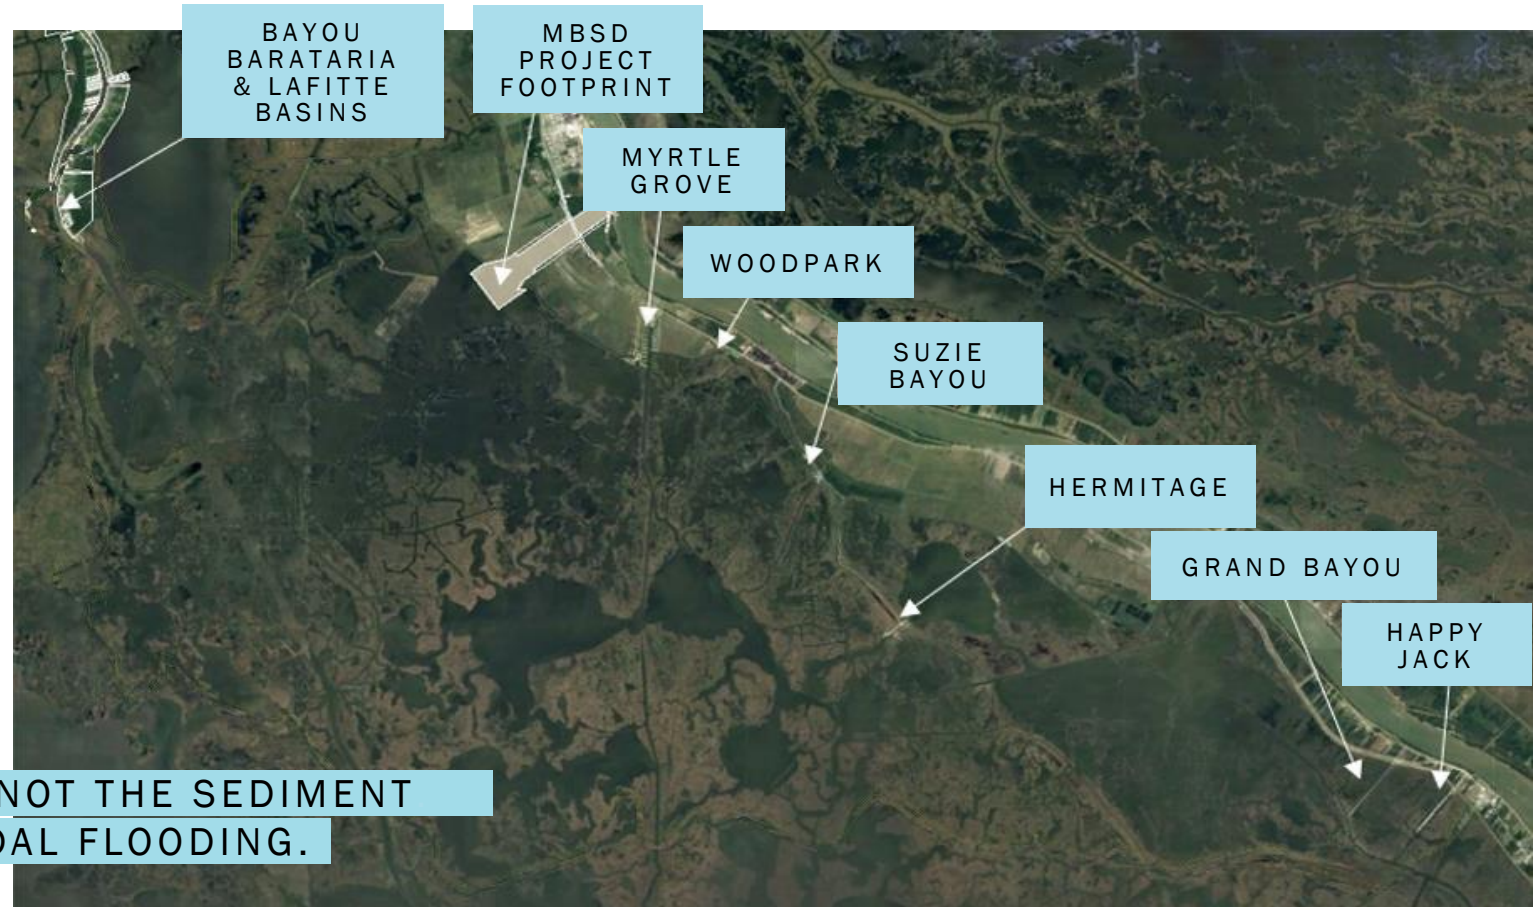 BAYOU
BARATARIA
& LAFITTE
BASINS
MBSD
PROJECT
FOOTPRINT
MYRTLE
GROVE
WOODPARK
SUZIE
BAYOU
HERMITAGE
GRAND BAYOU
HAPPY
JACK
NOT THE SEDIMENT
FLOODING.